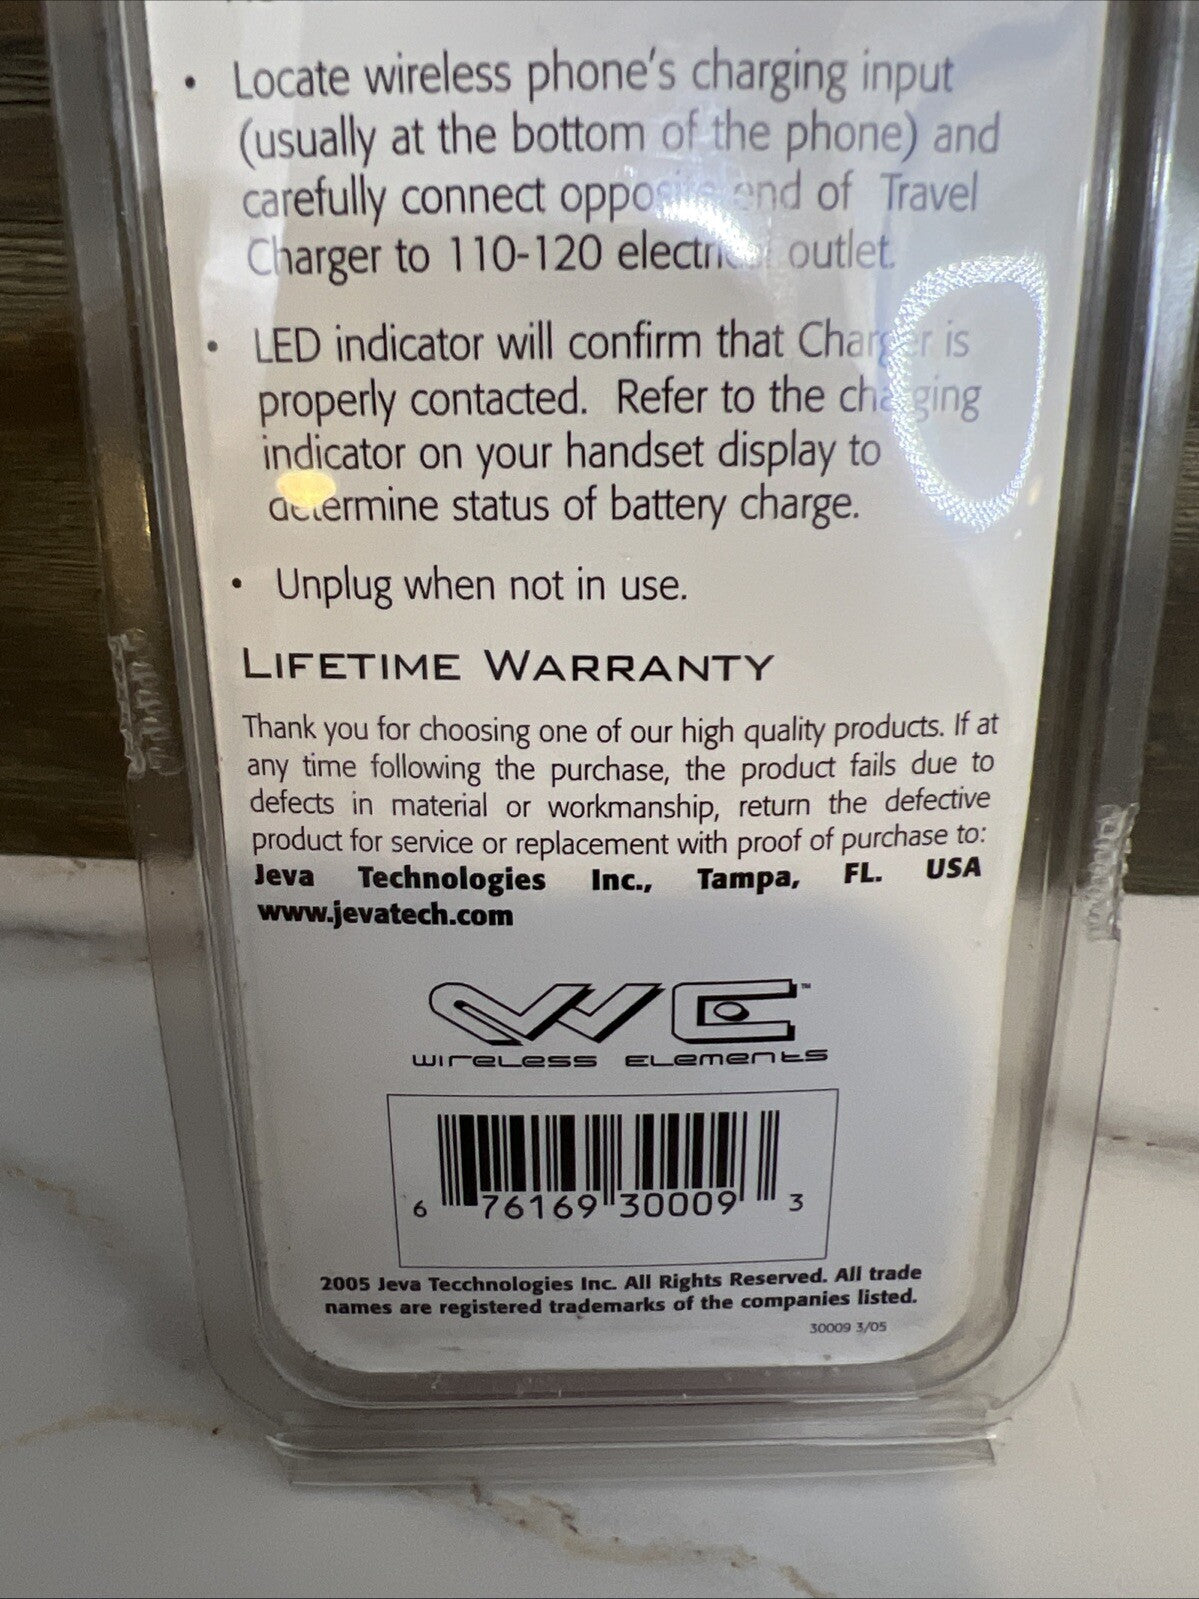 • Locate wireless phone's charging input
(usually at the bottom of the phone) and
carefully connect opposite end of Travel
Charger to 110-120 electrical outlet.
• LED indicator will confirm that Charger is
properly contacted. Refer to the charging
indicator on your handset display to
determine status of battery charge.
• Unplug when not in use.
LIFETIME WARRANTY
Thank you for choosing one of our high quality products. If at
any time following the purchase, the product fails due to
defects in material or workmanship, return the defective
product for service or replacement with proof of purchase to:
Jeva Technologies Inc., Tampa, FL. USA
www.jevatech.com
WE™
wireless elements
6 76169 30009 3
2005 Jeva Tecchnologies Inc. All Rights Reserved. All trade
names are registered trademarks of the companies listed.
30009 3/05